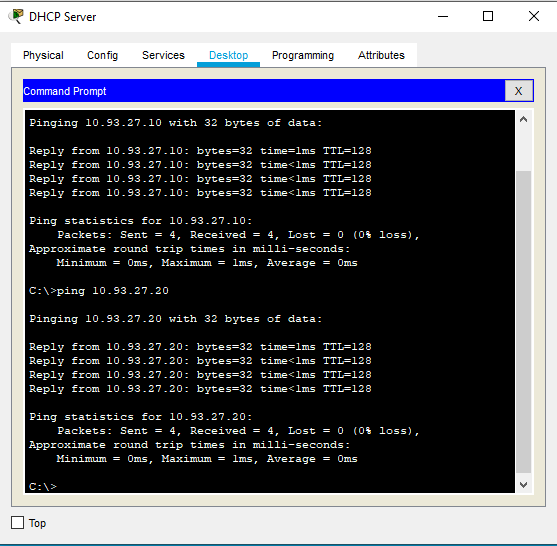 DHCP Server
Physical Config Services Desktop Programming Attributes
Command Prompt X
Pinging 10.93.27.10 with 32 bytes of data:
Reply from 10.93.27.10: bytes=32 time=1ms TTL=128
Reply from 10.93.27.10: bytes=32 time<1ms TTL=128
Reply from 10.93.27.10: bytes=32 time<1ms TTL=128
Reply from 10.93.27.10: bytes=32 time<1ms TTL=128
Ping statistics for 10.93.27.10:
Packets: Sent = 4, Received = 4, Lost = 0 (0% loss),
Approximate round trip times in milli-seconds:
Minimum = 0ms, Maximum = 1ms, Average = 0ms
C:\>ping 10.93.27.20
Pinging 10.93.27.20 with 32 bytes of data:
Reply from 10.93.27.20: bytes=32 time=1ms TTL=128
Reply from 10.93.27.20: bytes=32 time<1ms TTL=128
Reply from 10.93.27.20: bytes=32 time<1ms TTL=128
Reply from 10.93.27.20: bytes=32 time<1ms TTL=128
Ping statistics for 10.93.27.20:
Packets: Sent = 4, Received = 4, Lost = 0 (0% loss),
Approximate round trip times in milli-seconds:
Minimum = 0ms, Maximum = 1ms, Average = 0ms
C:\>
Top